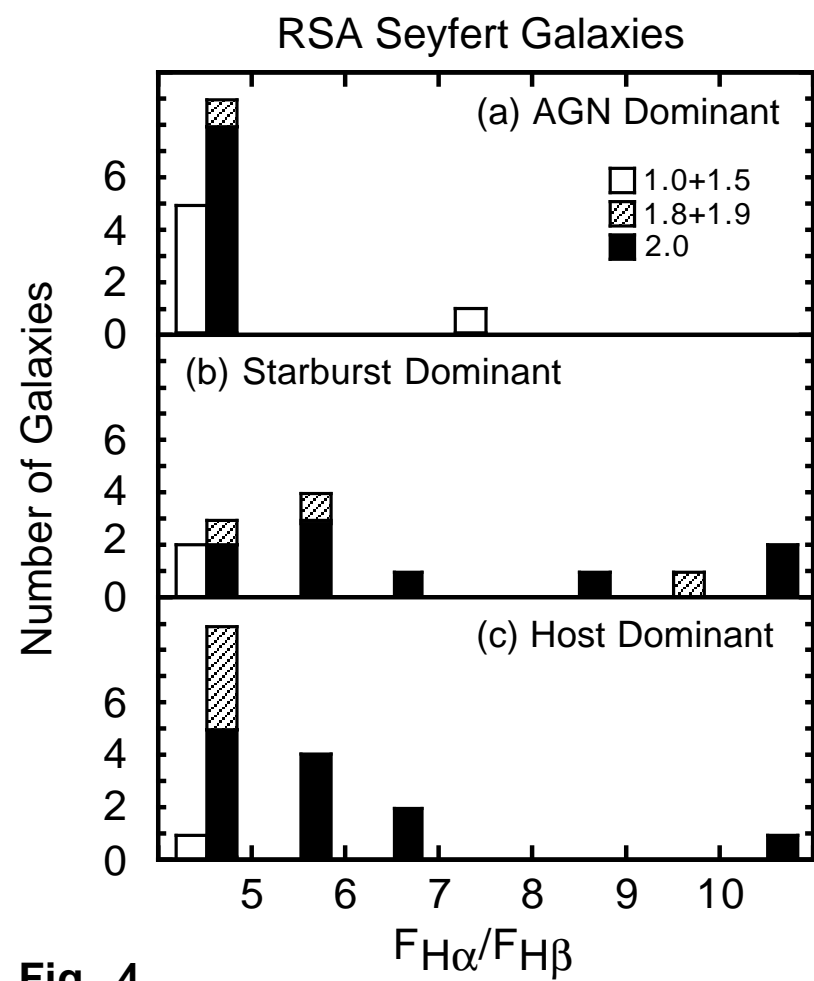 RSA Seyfert Galaxies
(a) AGN Dominant
1.0+1.5
1.8+1.9
2.0
6
4
2
0
(b) Starburst Dominant
6
4
2
0
(c) Host Dominant
6
4
2
0
Number of Galaxies
5 6 7 8 9 10
FHα/FHβ
Fig. 4